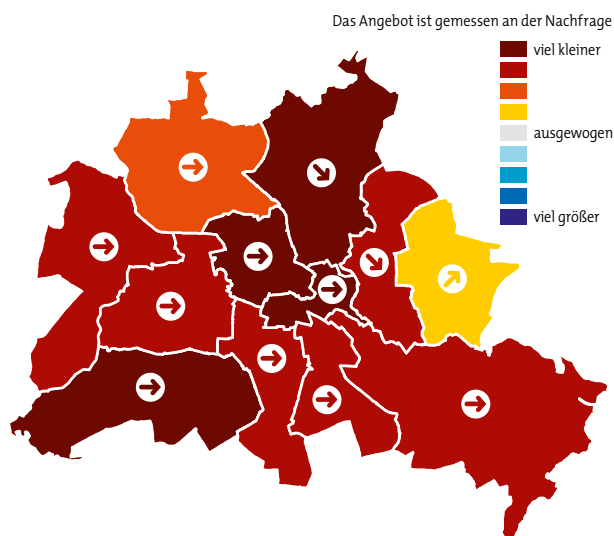 Das Angebot ist gemessen an der Nachfrage
viel kleiner
ausgewogen
viel größer